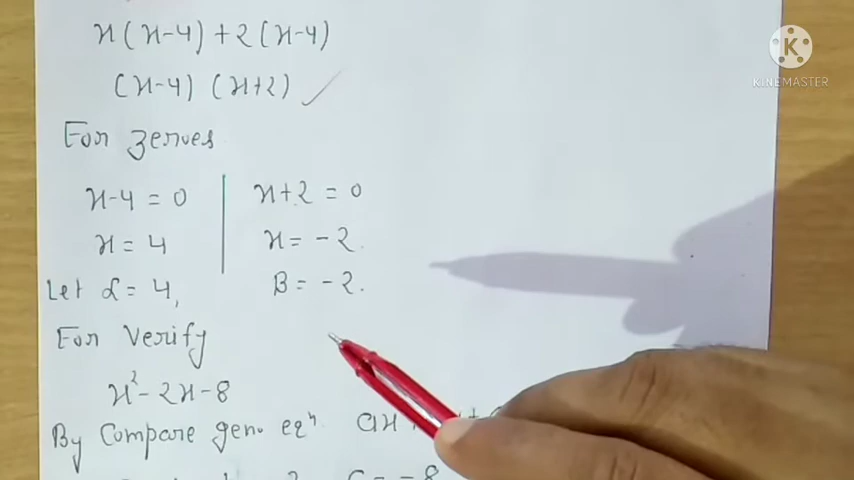 x(x-4)+2(x-4)
(x-4) (x+2) ✓
For zeroes
x-4 = 0
x+2 = 0
x = 4
x = -2.
Let α = 4,
β = -2.
For Verify
x²-2x-8
By Compare gen. eqⁿ.
C = -8
K
KINEMASTER